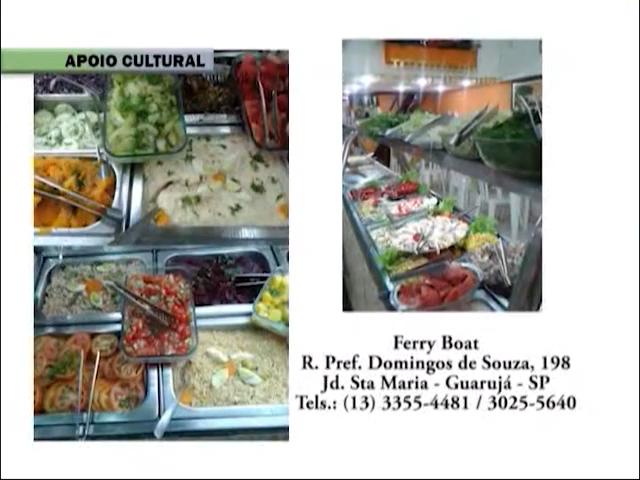 APOIO CULTURAL
Ferry Boat
R. Pref. Domingos de Souza, 198
Jd. Sta Maria - Guarujá - SP
Tels.: (13) 3355-4481 / 3025-5640